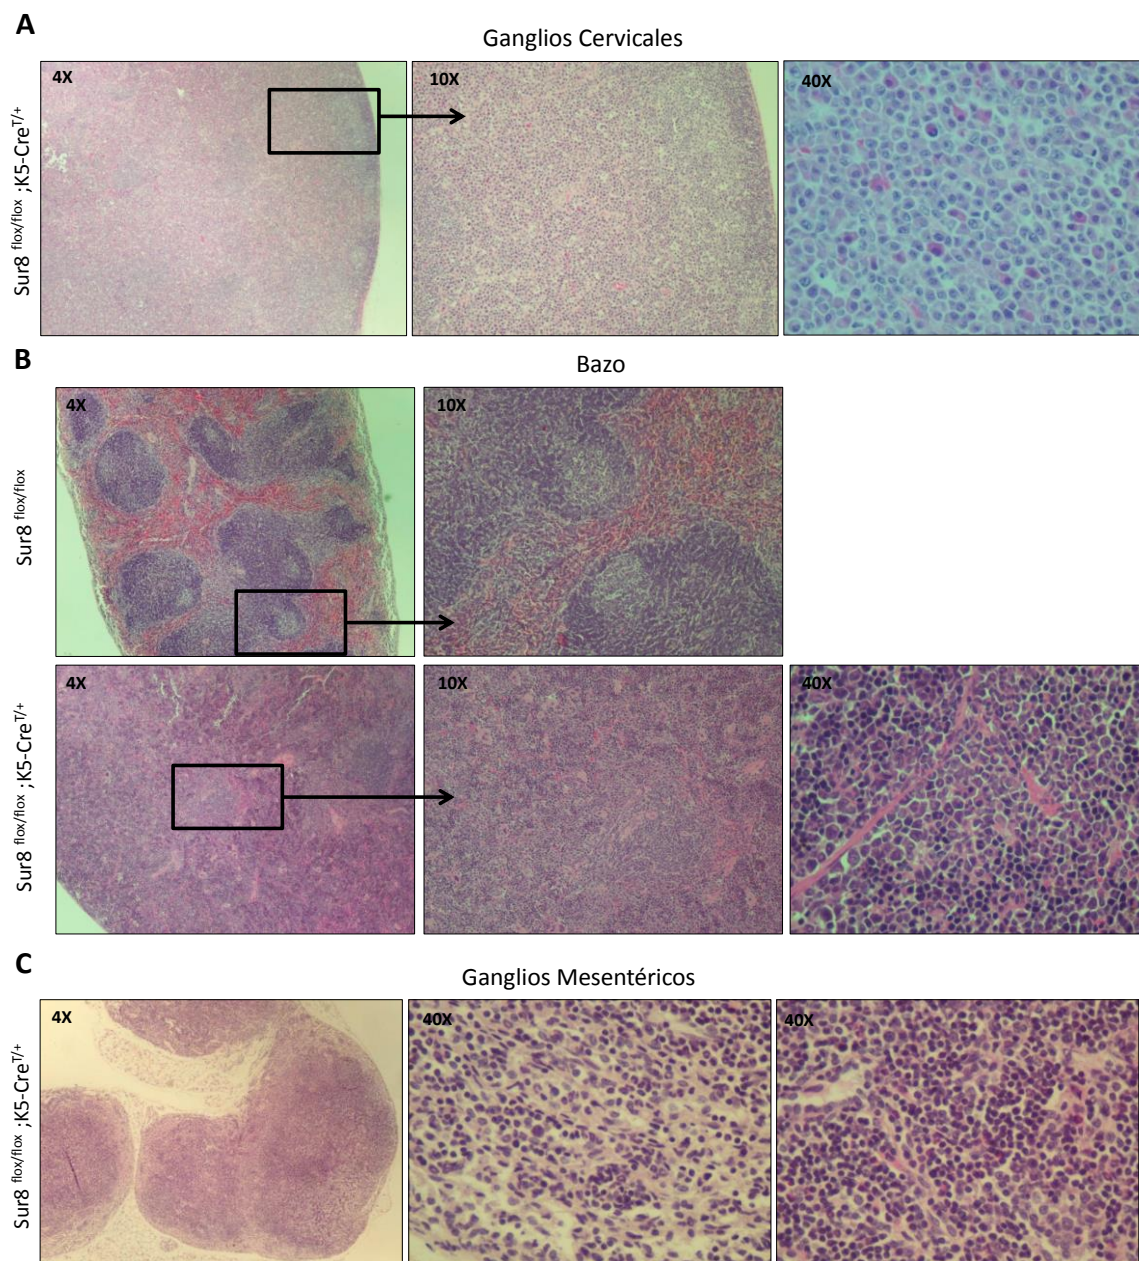 A
Ganglios Cervicales
Sur8 flox/flox ;K5-CreT/+
4X
10X
40X
B
Bazo
Sur8 flox/flox
4X
10X
Sur8 flox/flox ;K5-CreT/+
4X
10X
40X
C
Ganglios Mesentéricos
Sur8 flox/flox ;K5-CreT/+
4X
40X
40X